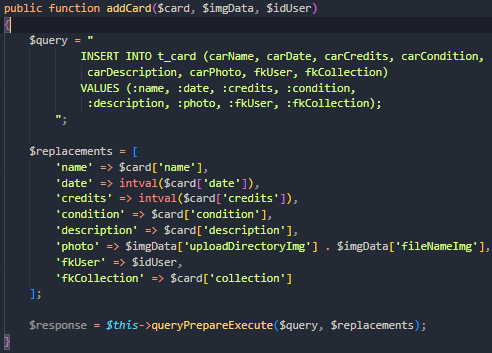 public function addCard($card, $imgData, $idUser)
{
    $query = "
            INSERT INTO t_card (carName, carDate, carCredits, carCondition,
             carDescription, carPhoto, fkUser, fkCollection)
            VALUES (:name, :date, :credits, :condition,
             :description, :photo, :fkUser, :fkCollection);
        ";
    $replacements = [
        'name' => $card['name'],
        'date' => intval($card['date']),
        'credits' => intval($card['credits']),
        'condition' => $card['condition'],
        'description' => $card['description'],
        'photo' => $imgData['uploadDirectoryImg'] . $imgData['fileNameImg'],
        'fkUser' => $idUser,
        'fkCollection' => $card['collection']
    ];
    $response = $this->queryPrepareExecute($query, $replacements);
}